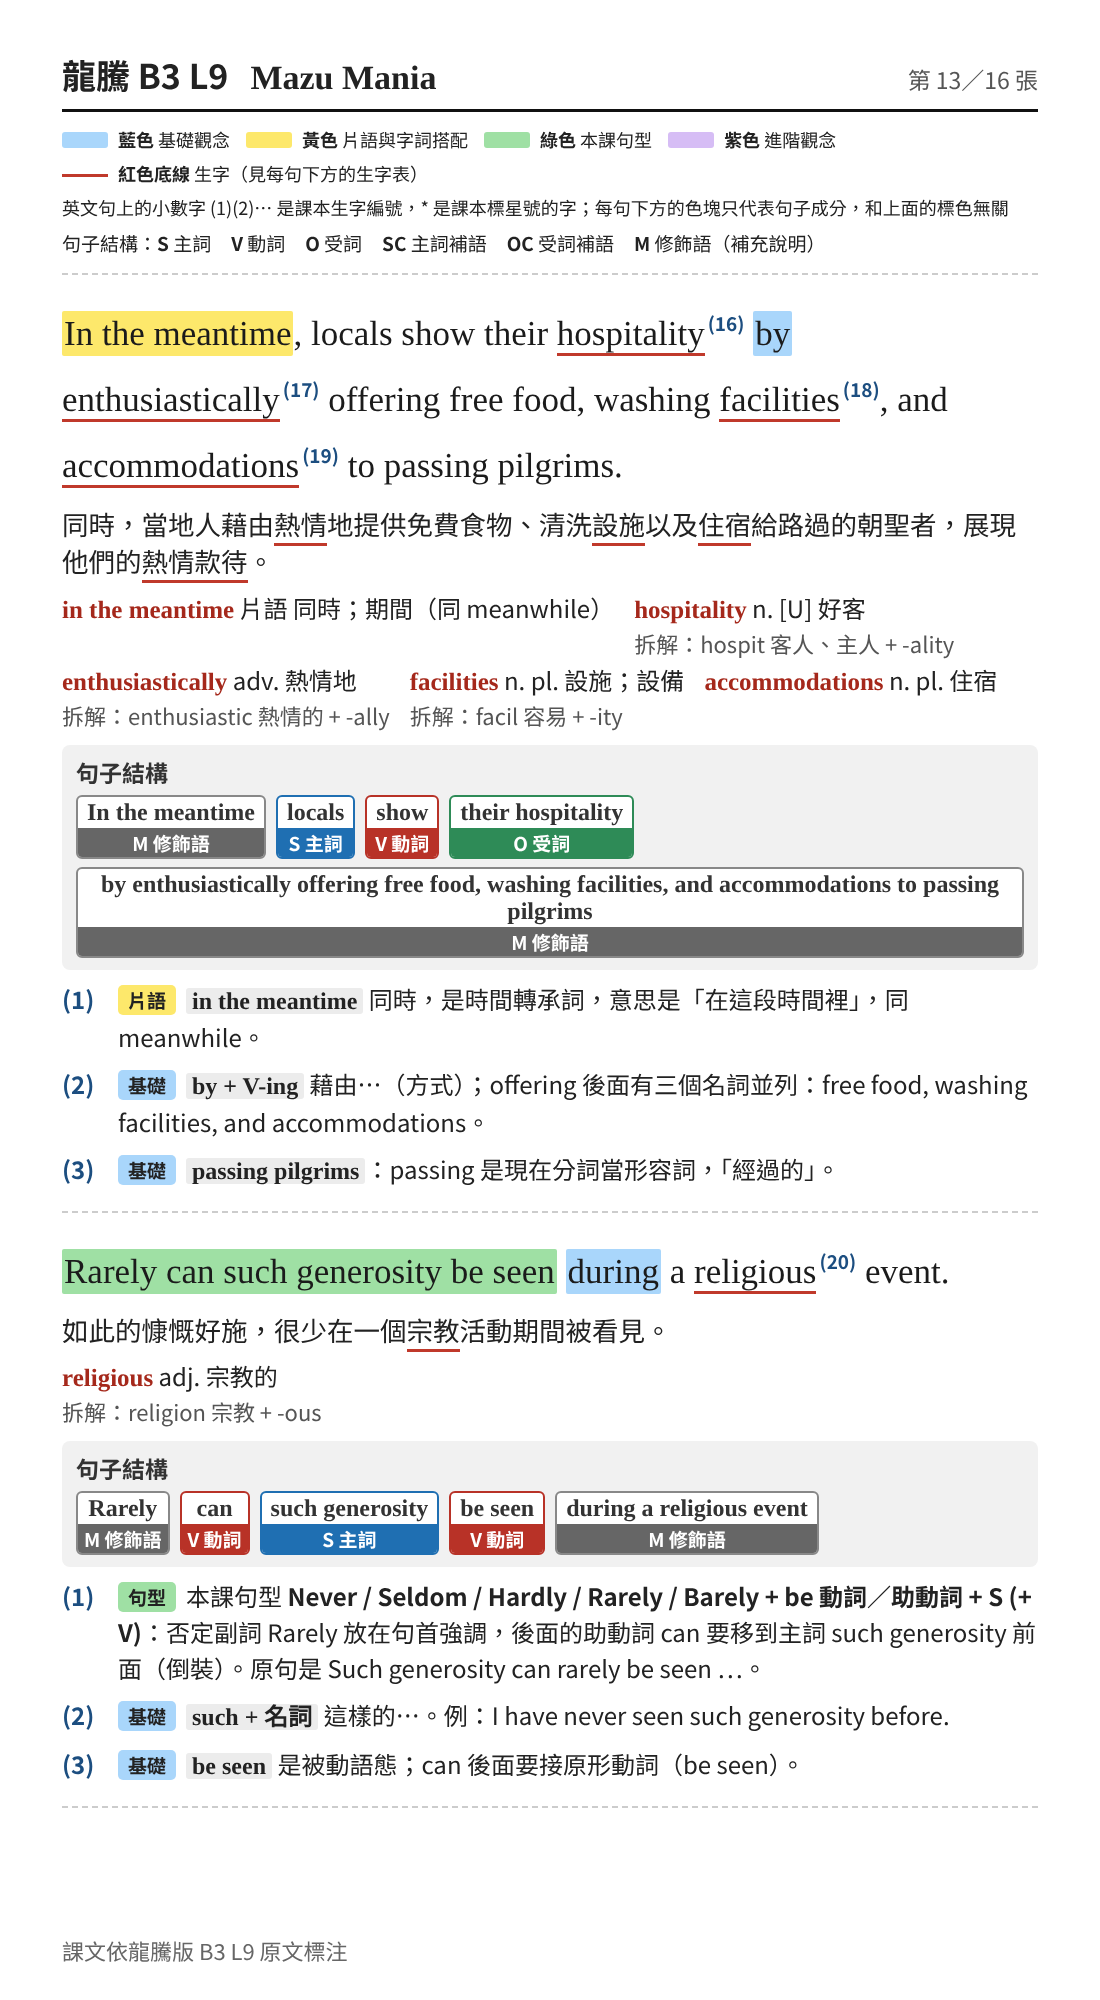 龍騰 B3 L9 Mazu Mania
第 13／16 張
藍色 基礎觀念 黃色 片語與字詞搭配 綠色 本課句型 紫色 進階觀念
紅色底線 生字（見每句下方的生字表）
英文句上的小數字 (1)(2)⋯ 是課本生字編號，* 是課本標星號的字；每句下方的色塊只代表句子成分，和上面的標色無關
句子結構：S 主詞 V 動詞 O 受詞 SC 主詞補語 OC 受詞補語 M 修飾語（補充說明）
In the meantime, locals show their hospitality(16) by
enthusiastically(17) offering free food, washing facilities(18), and
accommodations(19) to passing pilgrims.
同時，當地人藉由熱情地提供免費食物、清洗設施以及住宿給路過的朝聖者，展現
他們的熱情款待。
in the meantime 片語 同時；期間（同 meanwhile） hospitality n. [U] 好客
拆解：hospit 客人、主人 + -ality
enthusiastically adv. 熱情地 facilities n. pl. 設施；設備 accommodations n. pl. 住宿
拆解：enthusiastic 熱情的 + -ally 拆解：facil 容易 + -ity
句子結構
In the meantime locals show their hospitality
M 修飾語 S 主詞 V 動詞 O 受詞
by enthusiastically offering free food, washing facilities, and accommodations to passing
pilgrims
M 修飾語
(1) 片語 in the meantime 同時，是時間轉承詞，意思是「在這段時間裡」，同
meanwhile。
(2) 基礎 by + V-ing 藉由⋯（方式）；offering 後面有三個名詞並列：free food, washing
facilities, and accommodations。
(3) 基礎 passing pilgrims：passing 是現在分詞當形容詞，「經過的」。
Rarely can such generosity be seen during a religious(20) event.
如此的慷慨好施，很少在一個宗教活動期間被看見。
religious adj. 宗教的
拆解：religion 宗教 + -ous
句子結構
Rarely can such generosity be seen during a religious event
M 修飾語 V 動詞 S 主詞 V 動詞 M 修飾語
(1) 句型 本課句型 Never / Seldom / Hardly / Rarely / Barely + be 動詞／助動詞 + S (+
V)：否定副詞 Rarely 放在句首強調，後面的助動詞 can 要移到主詞 such generosity 前
面（倒裝）。原句是 Such generosity can rarely be seen …。
(2) 基礎 such + 名詞 這樣的⋯。例：I have never seen such generosity before.
(3) 基礎 be seen 是被動語態；can 後面要接原形動詞（be seen）。
課文依龍騰版 B3 L9 原文標注